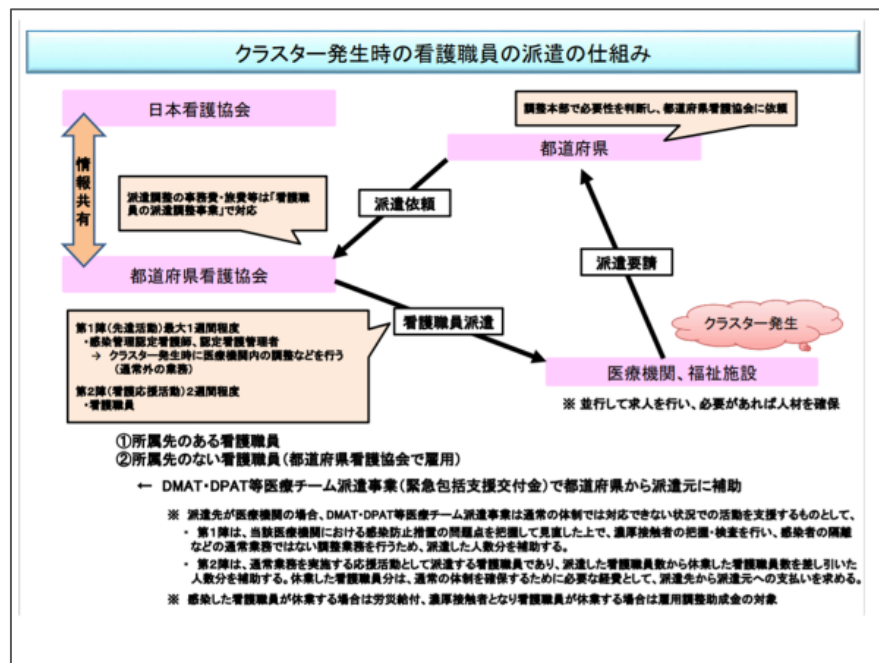 クラスター発生時の看護職員の派遣の仕組み
日本看護協会
調整本部で必要性を判断し、都道府県看護協会に依頼
都道府県
情報共有
派遣調整の事務費・旅費等は「看護職
員の派遣調整事業」で対応
派遣依頼
都道府県看護協会
派遣要請
看護職員派遣
クラスター発生
第1陣(先遣活動)最大1週間程度
・感染管理認定看護師、認定看護管理者
→ クラスター発生時に医療機関内の調整などを行う
(通常外の業務)
第2陣(看護応援活動)2週間程度
・看護職員
医療機関、福祉施設
※ 並行して求人を行い、必要があれば人材を確保
①所属先のある看護職員
②所属先のない看護職員(都道府県看護協会で雇用)
← DMAT・DPAT等医療チーム派遣事業(緊急包括支援交付金)で都道府県から派遣元に補助
※ 派遣先が医療機関の場合、DMAT・DPAT等医療チーム派遣事業は通常の体制では対応できない状況での活動を支援するものとして、
・ 第1陣は、当該医療機関における感染防止措置の問題点を把握して見直した上で、濃厚接触者の把握・検査を行い、感染者の隔離
などの通常業務ではない調整業務を行うため、派遣した人数分を補助する。
・ 第2陣は、通常業務を実施する応援活動として派遣する看護職員であり、派遣した看護職員数から休業した看護職員数を差し引いた
人数分を補助する。休業した看護職員分は、通常の体制を確保するために必要な経費として、派遣先から派遣元への支払いを求める。
※ 感染した看護職員が休業する場合は労災給付、濃厚接触者となり看護職員が休業する場合は雇用調整助成金の対象